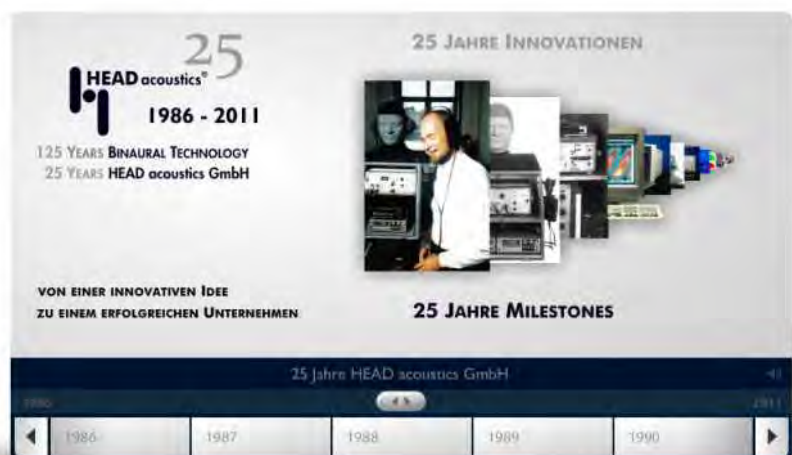 25
HEAD acoustics®
1986 - 2011
125 YEARS BINAURAL TECHNOLOGY
25 YEARS HEAD acoustics GmbH
25 JAHRE INNOVATIONEN
VON EINER INNOVATIVEN IDEE
ZU EINEM ERFOLGREICHEN UNTERNEHMEN
25 JAHRE MILESTONES
25 Jahre HEAD acoustics GmbH
1986
2011
1986
1987
1988
1989
1990